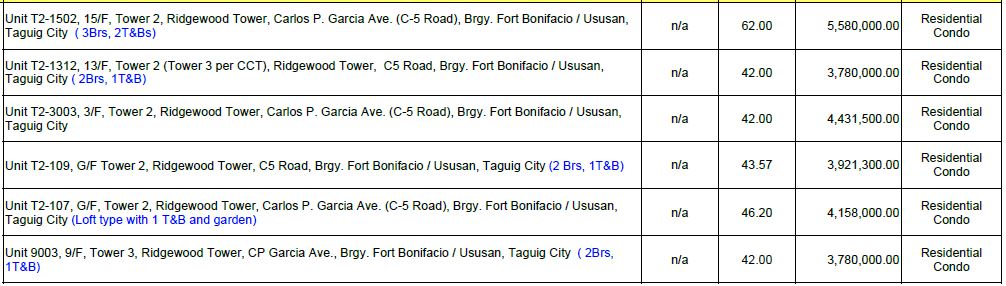 Unit T2-1502, 15/F, Tower 2, Ridgewood Tower, Carlos P. Garcia Ave. (C-5 Road), Brgy. Fort Bonifacio / Ususan,
Taguig City ( 3Brs, 2T&Bs)
n/a
62.00
5,580,000.00
Residential
Condo
Unit T2-1312, 13/F, Tower 2 (Tower 3 per CCT), Ridgewood Tower, C5 Road, Brgy. Fort Bonifacio / Ususan,
Taguig City ( 2Brs, 1T&B)
n/a
42.00
3,780,000.00
Residential
Condo
Unit T2-3003, 3/F, Tower 2, Ridgewood Tower, Carlos P. Garcia Ave. (C-5 Road), Brgy. Fort Bonifacio / Ususan,
Taguig City
n/a
42.00
4,431,500.00
Residential
Condo
Unit T2-109, G/F Tower 2, Ridgewood Tower, C5 Road, Brgy. Fort Bonifacio / Ususan, Taguig City (2 Brs, 1T&B)
n/a
43.57
3,921,300.00
Residential
Condo
Unit T2-107, G/F, Tower 2, Ridgewood Tower, Carlos P. Garcia Ave. (C-5 Road), Brgy. Fort Bonifacio / Ususan,
Taguig City (Loft type with 1 T&B and garden)
n/a
46.20
4,158,000.00
Residential
Condo
Unit 9003, 9/F, Tower 3, Ridgewood Tower, CP Garcia Ave., Brgy. Fort Bonifacio / Ususan, Taguig City ( 2Brs,
1T&B)
n/a
42.00
3,780,000.00
Residential
Condo